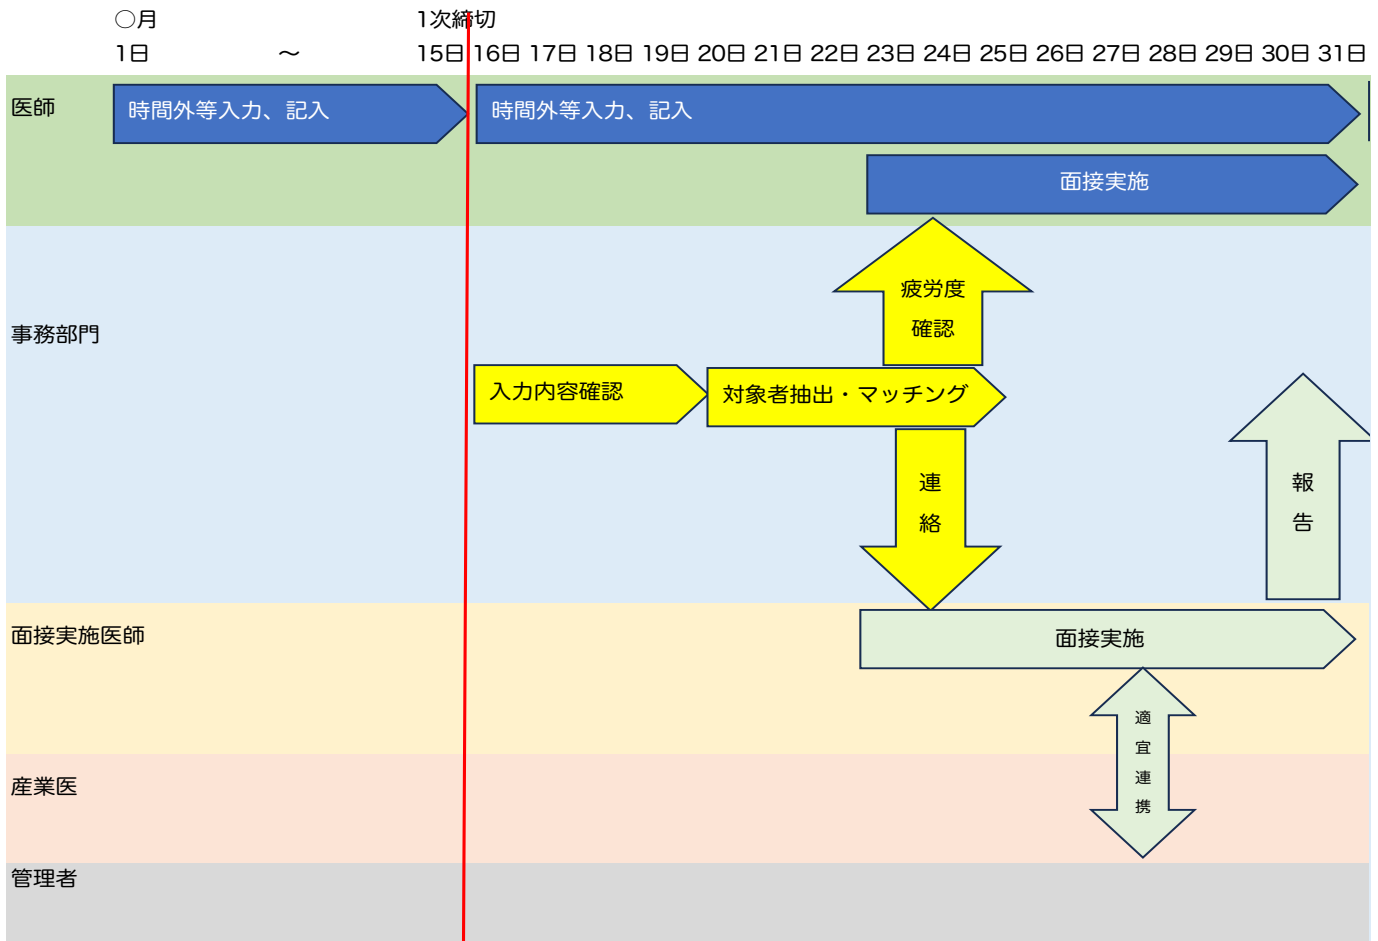 ○月
1次締切
1日 ～ 15日 16日 17日 18日 19日 20日 21日 22日 23日 24日 25日 26日 27日 28日 29日 30日 31日
医師
時間外等入力、記入
時間外等入力、記入
面接実施
事務部門
疲労度
確認
入力内容確認
対象者抽出・マッチング
連
絡
報
告
面接実施医師
面接実施
適
宜
連
携
産業医
管理者